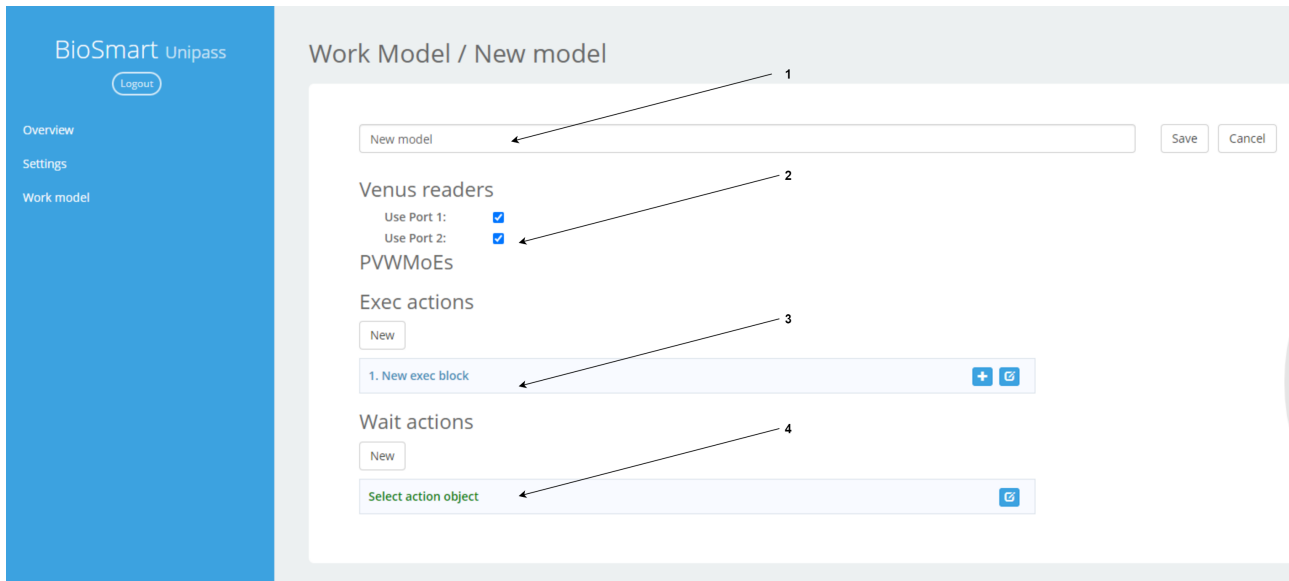 BioSmart Unipass
Logout
Overview
Settings
Work model
Work Model / New model
1
New model
Save
Cancel
2
Venus readers
Use Port 1:
Use Port 2:
PVWMoEs
Exec actions
3
New
1. New exec block
Wait actions
4
New
Select action object